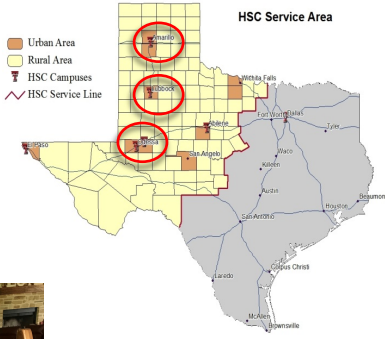 HSC Service Area
Urban Area
Rural Area
HSC Campuses
HSC Service Line
Amarillo
Lubbock
Wichita Falls
Abilene
Fort Worth
Dallas
Tyler
El Paso
Odessa
San Angelo
Waco
Killeen
Austin
Beaumont
Houston
San Antonio
Corpus Christi
Laredo
McAllen
Brownsville